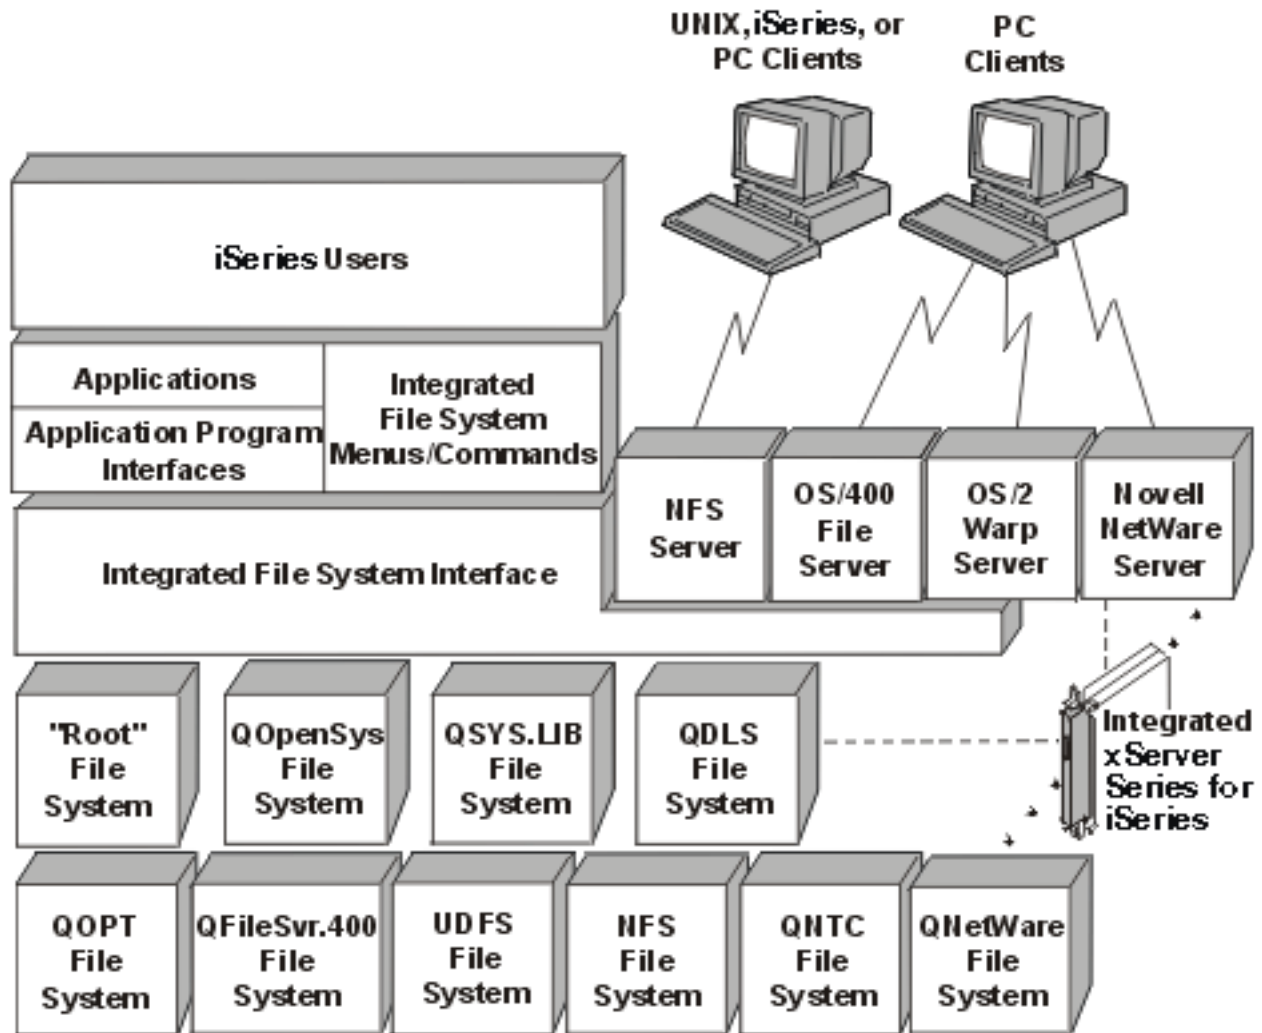 UNIX, iSeries, or
PC Clients
PC
Clients
iSeries Users
Applications
Application Program
Interfaces
Integrated
File System
Menus/Commands
Integrated File System Interface
NFS
Server
OS/400
File
Server
OS/2
Warp
Server
Novell
NetWare
Server
"Root"
File
System
QOpenSys
File
System
QSYS.LIB
File
System
QDLS
File
System
Integrated
xServer
Series for
iSeries
QOPT
File
System
QFileSvr.400
File
System
UDFS
File
System
NFS
File
System
QNTC
File
System
QNetWare
File
System